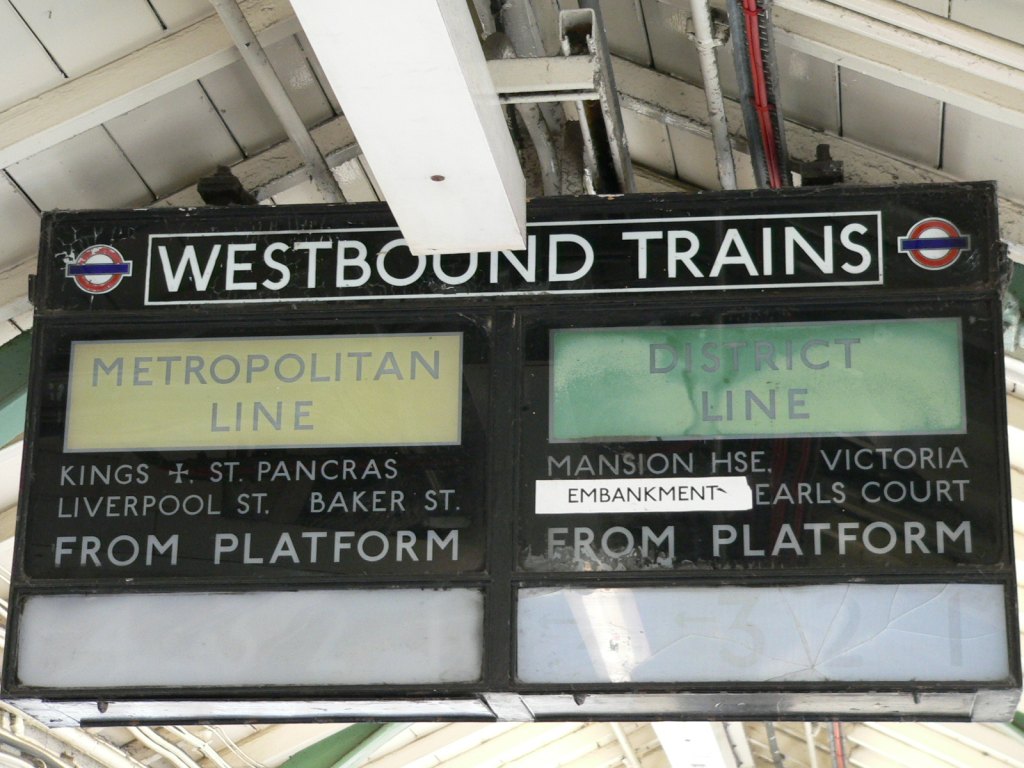 WESTBOUND TRAINS
METROPOLITAN
LINE
KINGS ✢. ST. PANCRAS
LIVERPOOL ST. BAKER ST.
FROM PLATFORM
DISTRICT
LINE
MANSION HSE. VICTORIA
EMBANKMENT EARLS COURT
FROM PLATFORM
3 2 1